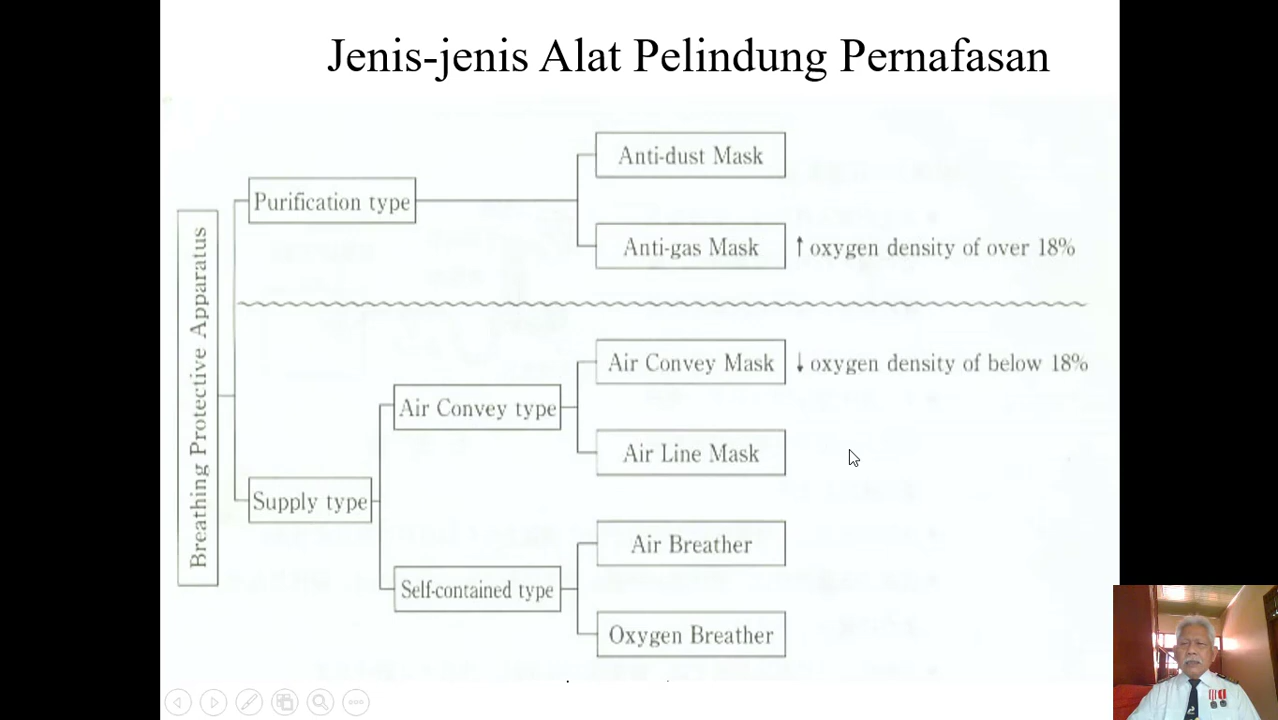 Jenis-jenis Alat Pelindung Pernafasan
Breathing Protective Apparatus
Purification type
Anti-dust Mask
Anti-gas Mask
↑ oxygen density of over 18%
Supply type
Air Convey type
Air Convey Mask
↓ oxygen density of below 18%
Air Line Mask
Self-contained type
Air Breather
Oxygen Breather